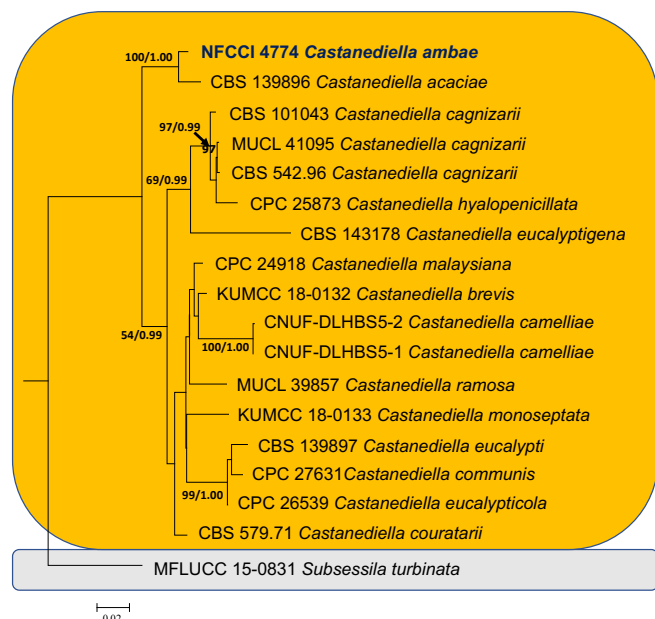 NFCCI 4774 Castanediella ambae
100/1.00
CBS 139896 Castanediella acaciae
CBS 101043 Castanediella cagnizarii
97/0.99
MUCL 41095 Castanediella cagnizarii
97
CBS 542.96 Castanediella cagnizarii
69/0.99
CPC 25873 Castanediella hyalopenicillata
CBS 143178 Castanediella eucalyptigena
CPC 24918 Castanediella malaysiana
KUMCC 18-0132 Castanediella brevis
CNUF-DLHBS5-2 Castanediella camelliae
54/0.99
100/1.00
CNUF-DLHBS5-1 Castanediella camelliae
MUCL 39857 Castanediella ramosa
KUMCC 18-0133 Castanediella monoseptata
CBS 139897 Castanediella eucalypti
CPC 27631Castanediella communis
99/1.00
CPC 26539 Castanediella eucalypticola
CBS 579.71 Castanediella couratarii
MFLUCC 15-0831 Subsessila turbinata
0.02